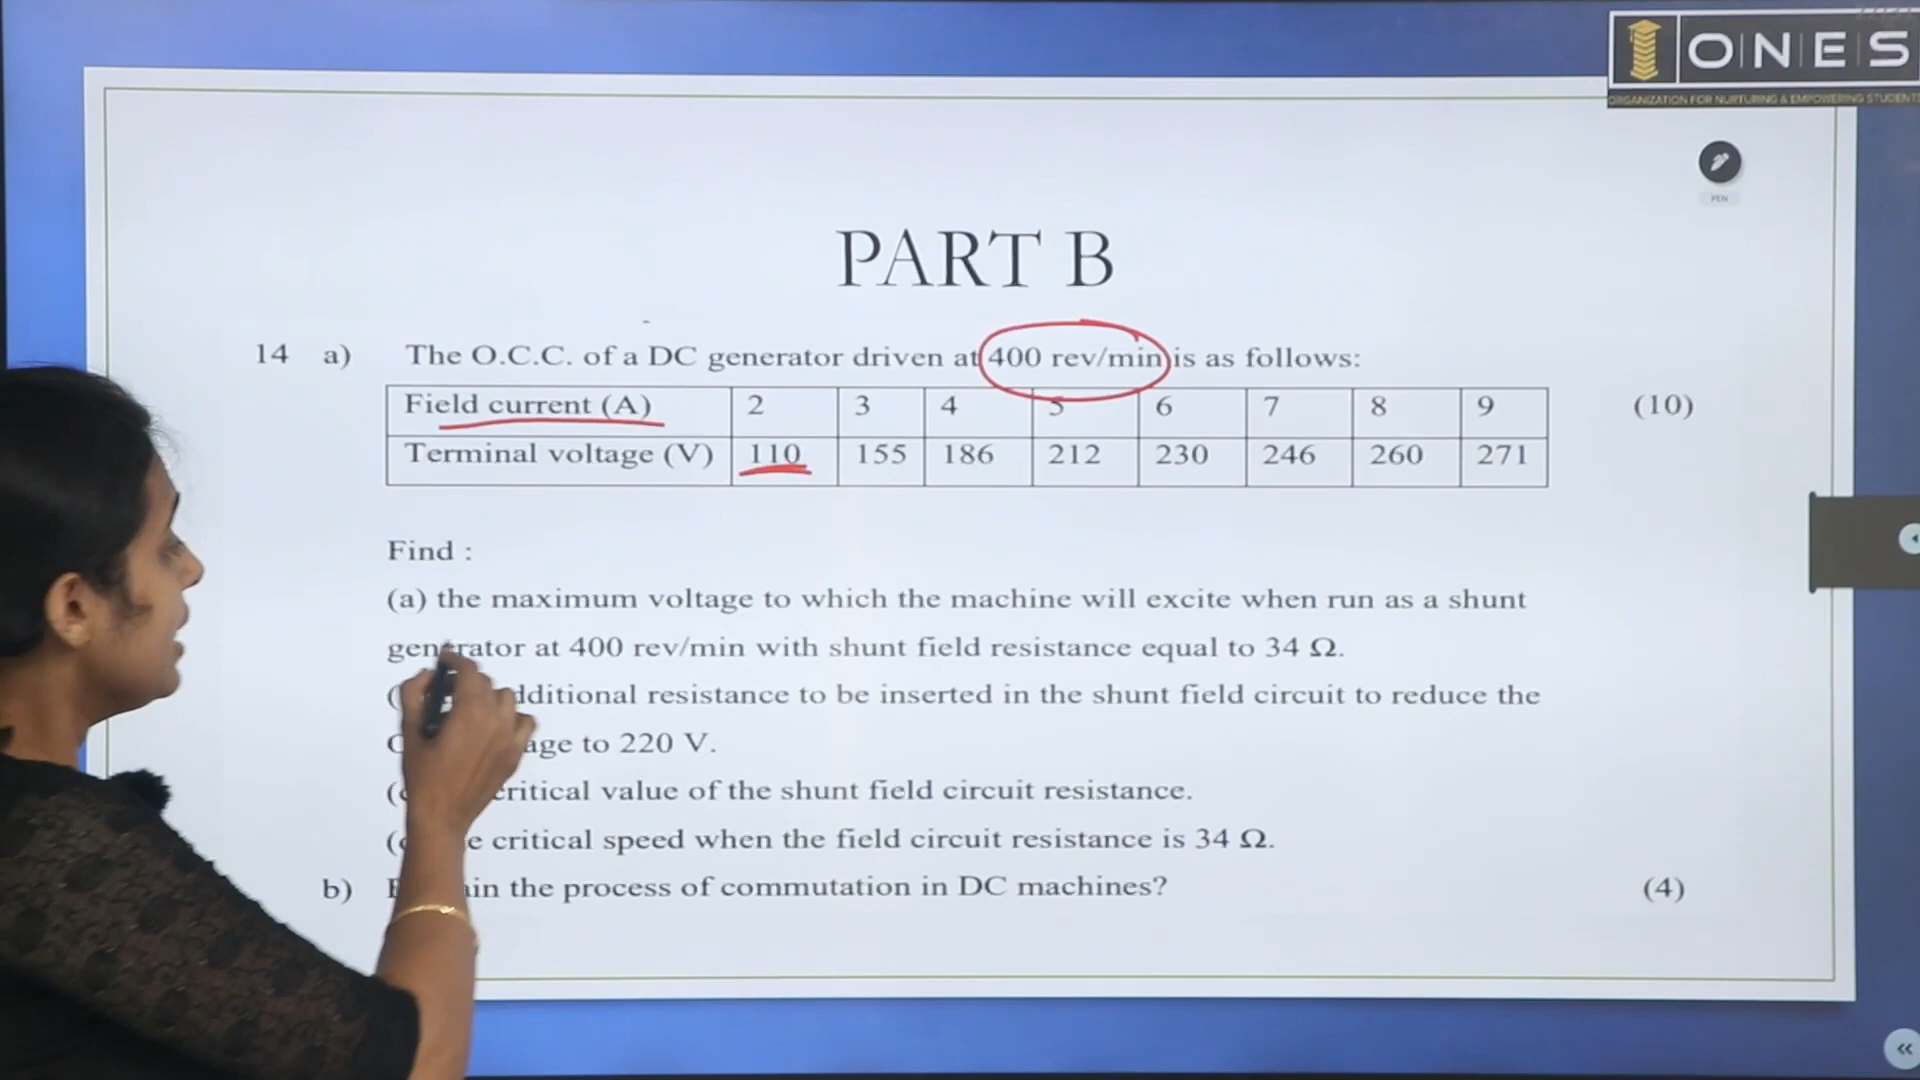 ONES
ORGANIZATION FOR NURTURING & EMPOWERING STUDENTS
PEN
PART B
14 a) The O.C.C. of a DC generator driven at 400 rev/min is as follows:
Field current (A) 2 3 4 5 6 7 8 9 (10)
Terminal voltage (V) 110 155 186 212 230 246 260 271
Find :
(a) the maximum voltage to which the machine will excite when run as a shunt
generator at 400 rev/min with shunt field resistance equal to 34 Ω.
( dditional resistance to be inserted in the shunt field circuit to reduce the
age to 220 V.
critical value of the shunt field circuit resistance.
critical speed when the field circuit resistance is 34 Ω.
b) in the process of commutation in DC machines? (4)